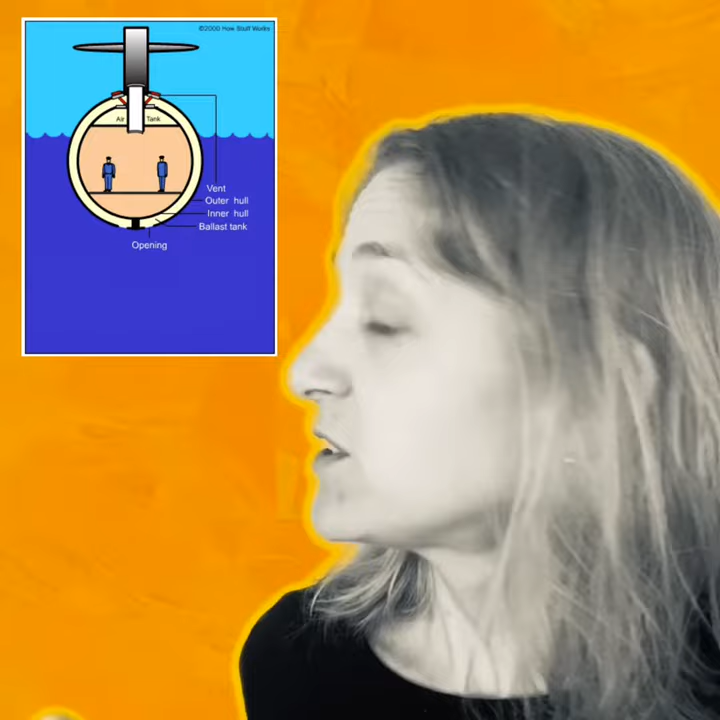 ©2000 How Stuff Works
Air Tank
Vent
Outer hull
Inner hull
Ballast tank
Opening